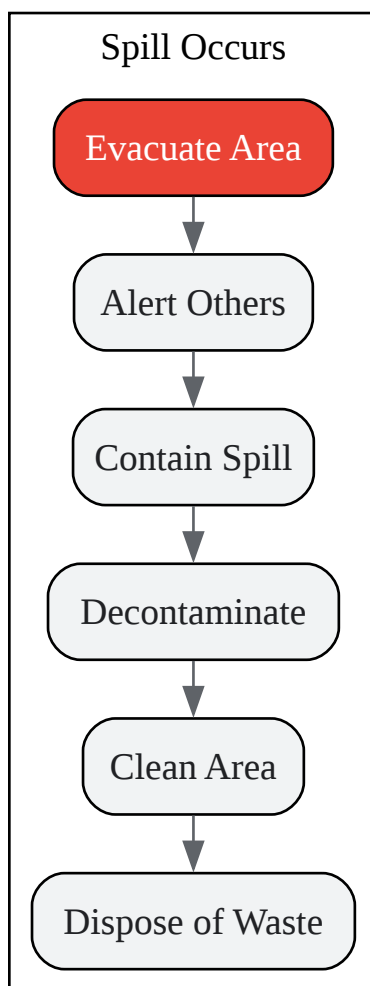 Spill Occurs
Evacuate Area
Alert Others
Contain Spill
Decontaminate
Clean Area
Dispose of Waste